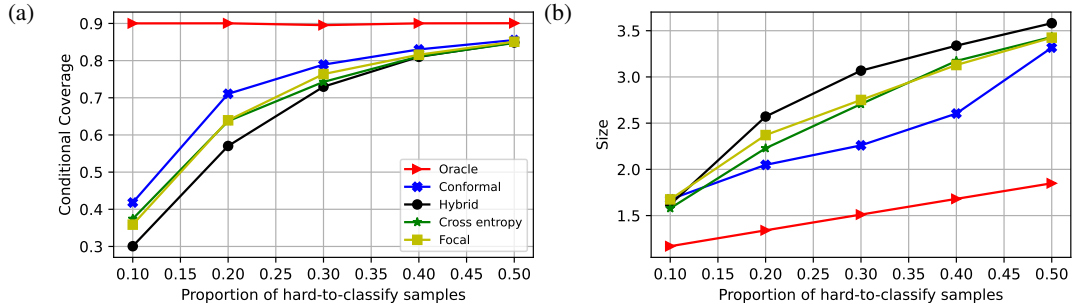 (a)
0.9
0.8
0.7
0.6
0.5
0.4
0.3
Conditional Coverage
Oracle
Conformal
Hybrid
Cross entropy
Focal
0.10 0.15 0.20 0.25 0.30 0.35 0.40 0.45 0.50
Proportion of hard-to-classify samples
(b)
3.5
3.0
2.5
2.0
1.5
Size
0.10 0.15 0.20 0.25 0.30 0.35 0.40 0.45 0.50
Proportion of hard-to-classify samples